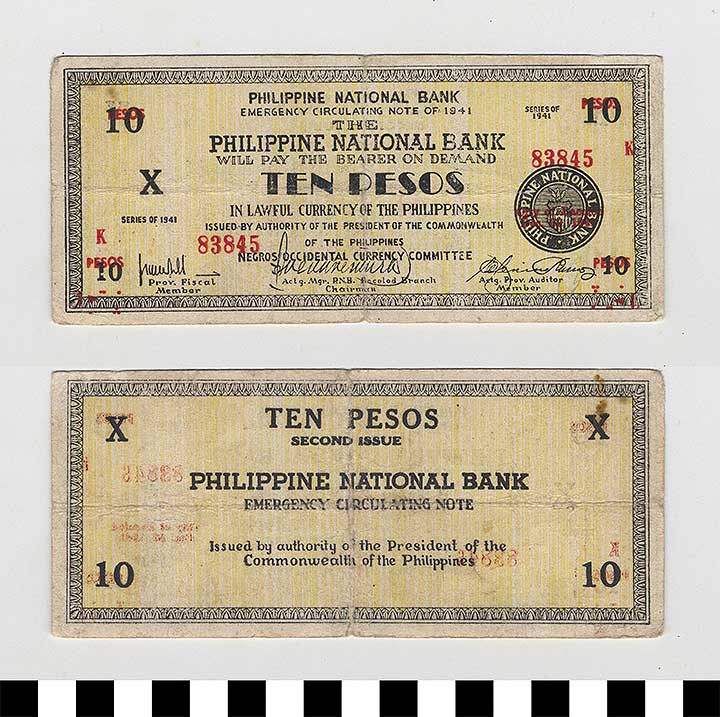 PESOS 10
PHILIPPINE NATIONAL BANK
EMERGENCY CIRCULATING NOTE OF 1941
SERIES OF 1941
PESOS 10
THE
PHILIPPINE NATIONAL BANK
WILL PAY THE BEARER ON DEMAND
83845 K
X
TEN PESOS
PHILIPPINE NATIONAL BANK
IN LAWFUL CURRENCY OF THE PHILIPPINES
SERIES OF 1941
ISSUED BY AUTHORITY OF THE PRESIDENT OF THE COMMONWEALTH
K
83845
OF THE PHILIPPINES
NEGROS OCCIDENTAL CURRENCY COMMITTEE
PESOS 10
PESOS 10
Prov. Fiscal
Member
Actg. Mgr. P.N.B. Bacolod Branch
Chairman
Actg. Prov. Auditor
Member
X
TEN PESOS
X
SECOND ISSUE
PHILIPPINE NATIONAL BANK
EMERGENCY CIRCULATING NOTE
Issued by authority of the President of the
Commonwealth of the Philippines
10
10